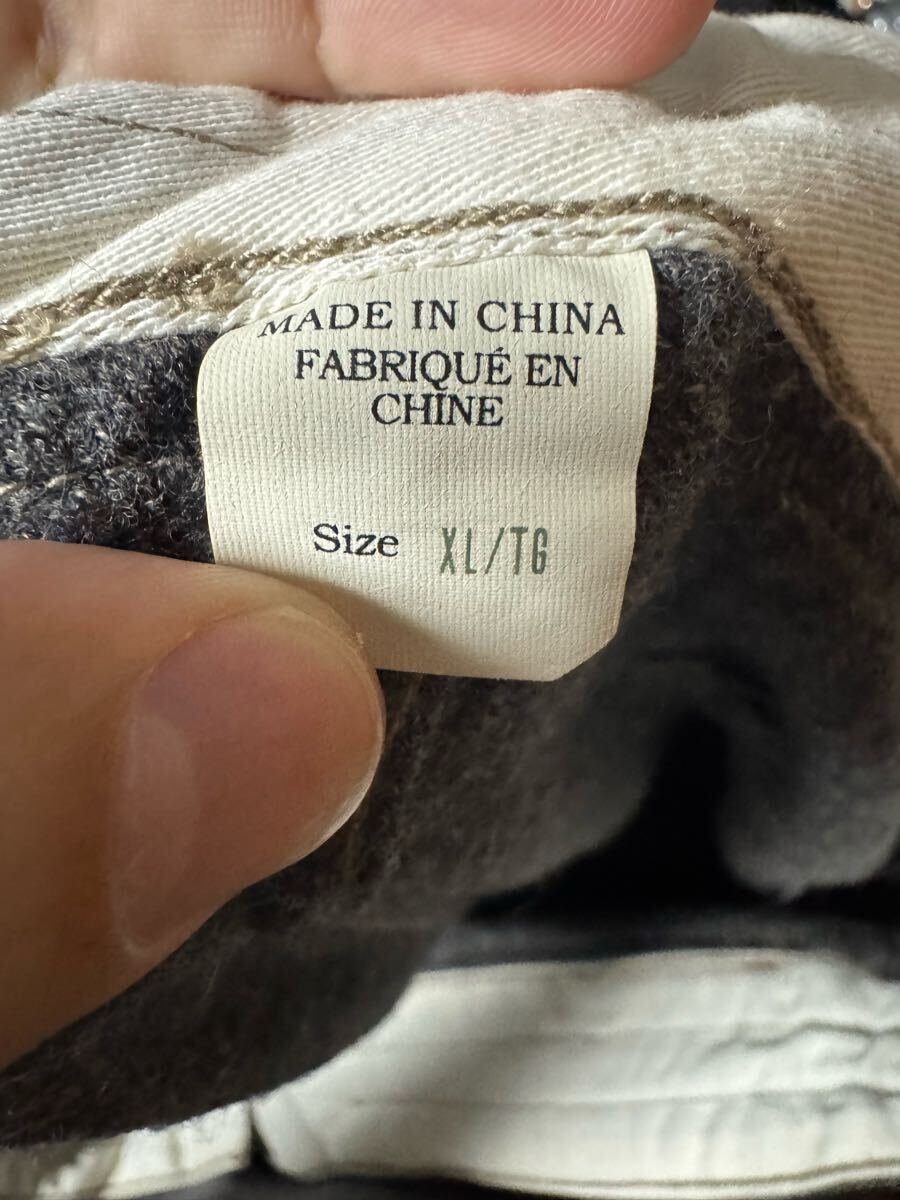 MADE IN CHINA
FABRIQUÉ EN
CHINE
Size XL/TG